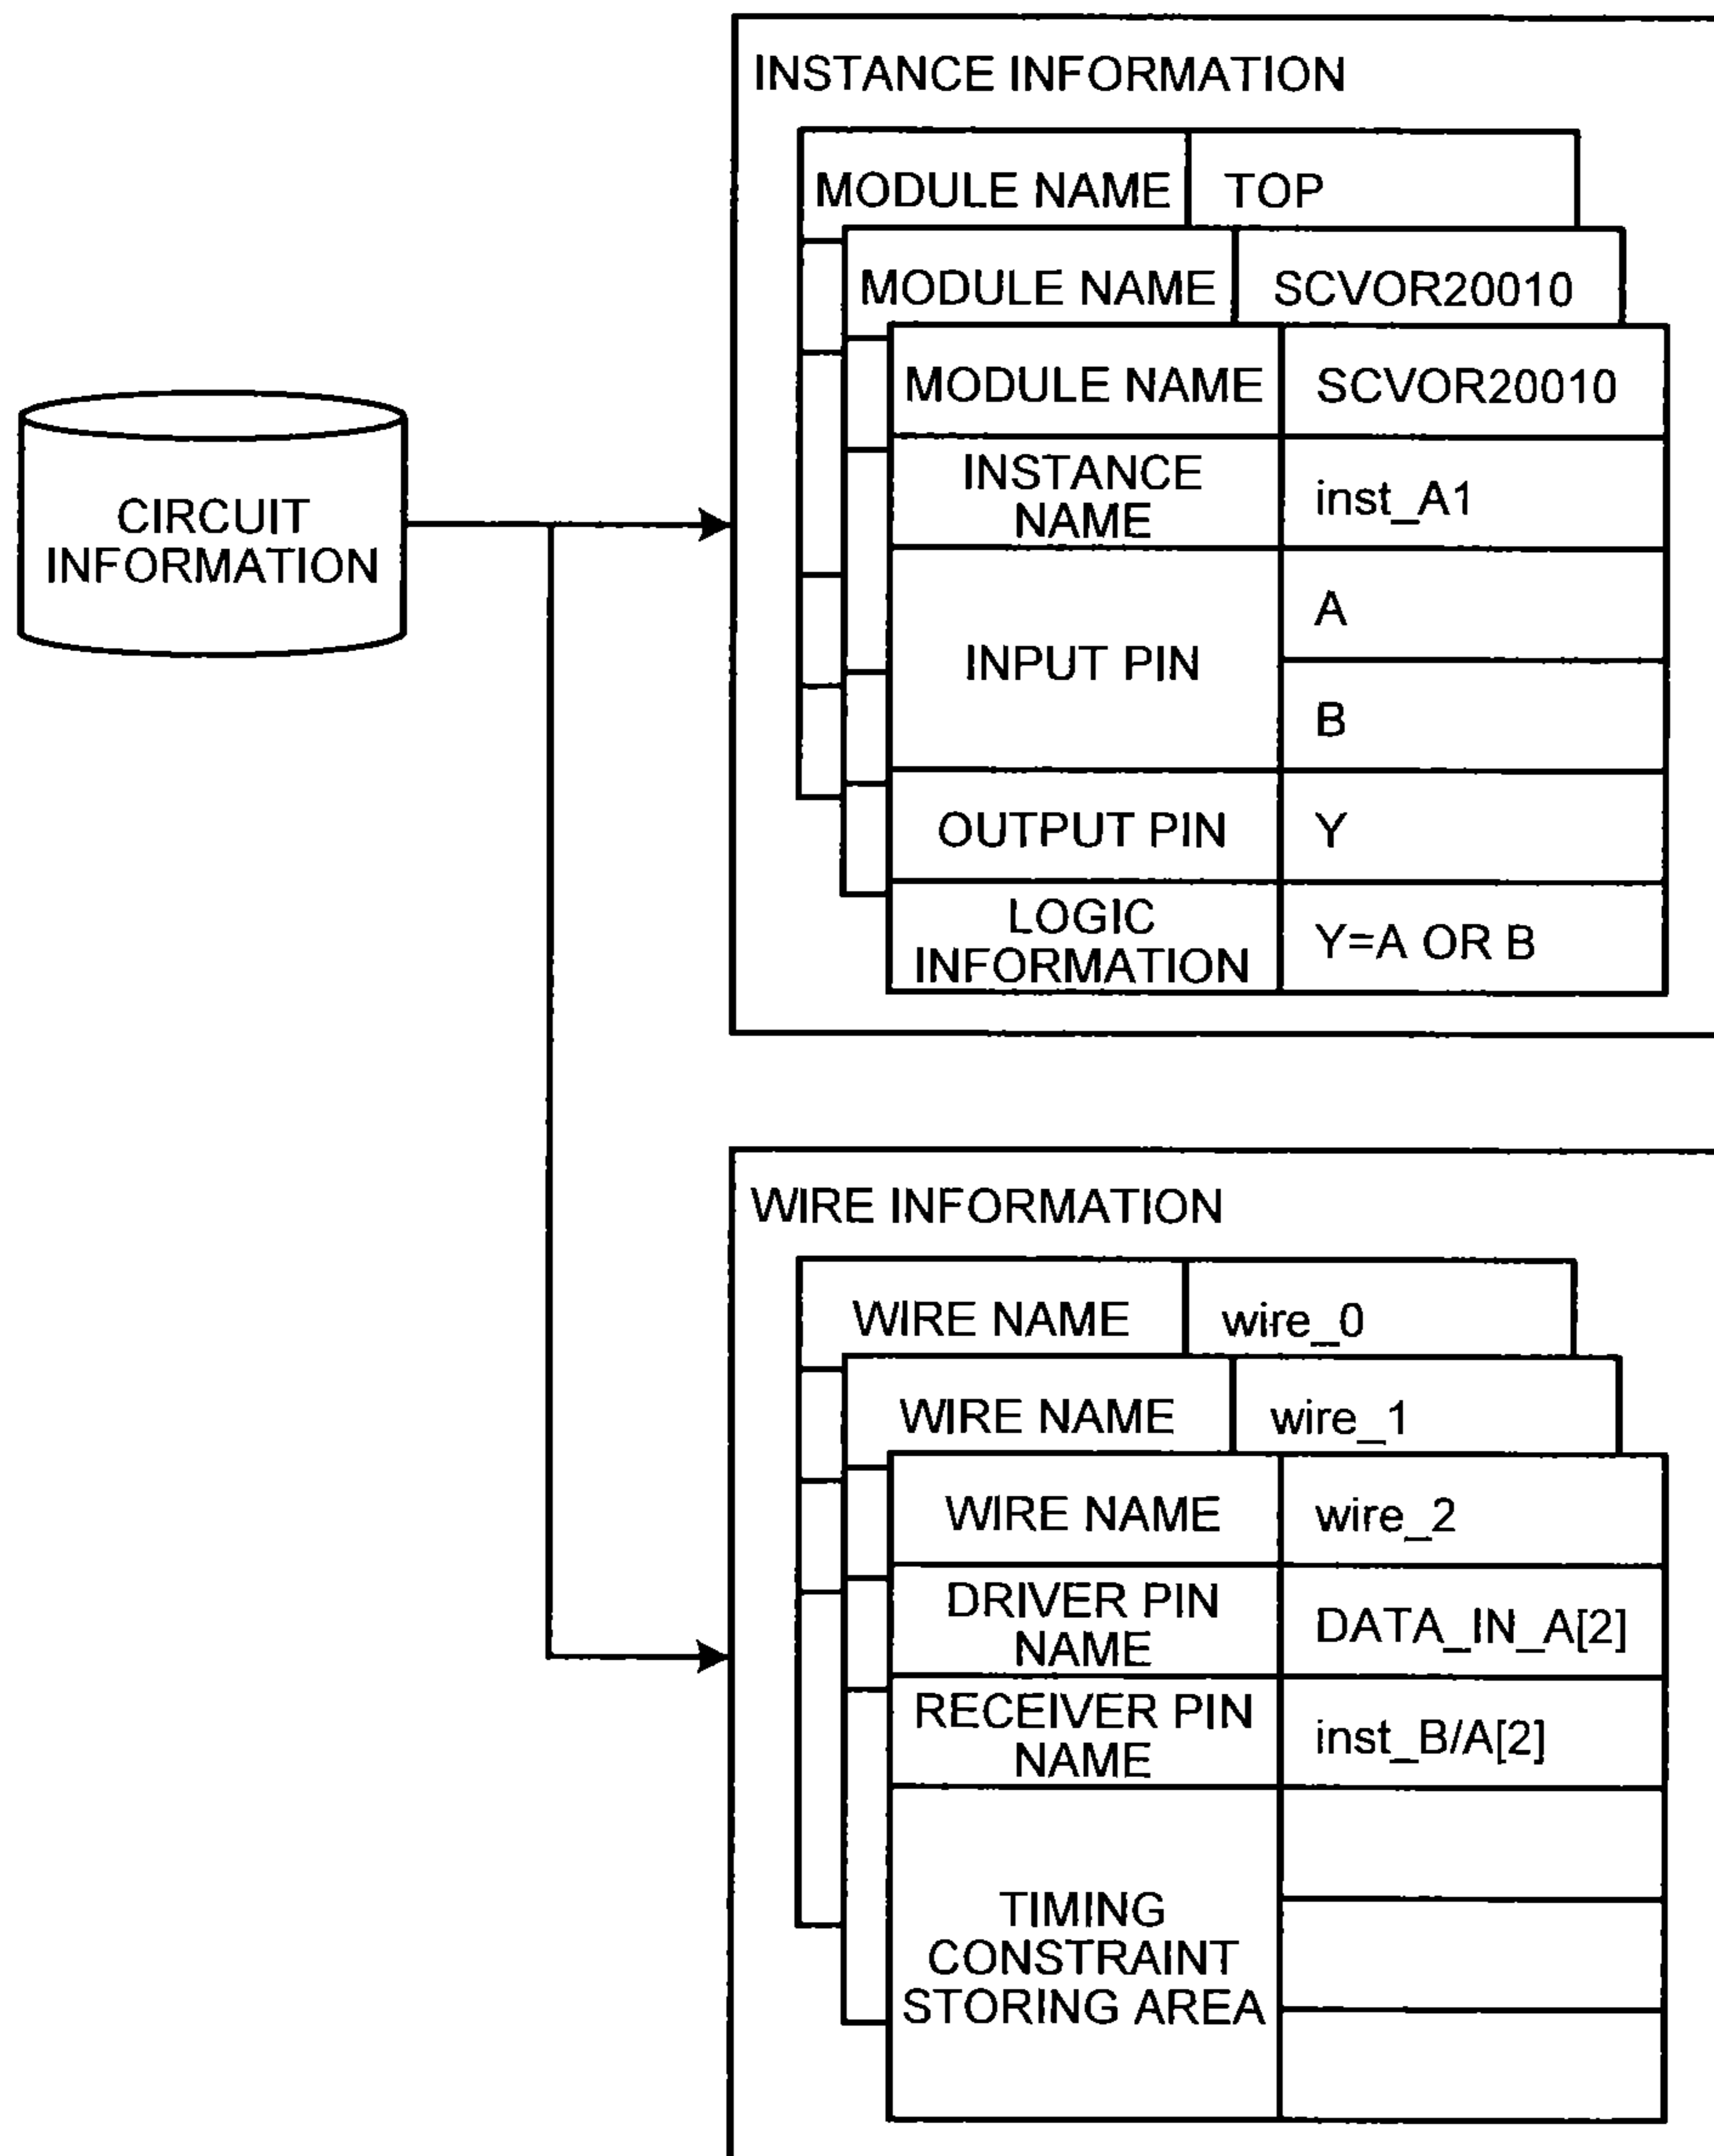 INSTANCE INFORMATION
MODULE NAME TOP
MODULE NAME SCVOR20010
MODULE NAME SCVOR20010
INSTANCE
NAME
inst_A1
INPUT PIN
A
B
OUTPUT PIN Y
LOGIC
INFORMATION
Y=A OR B
CIRCUIT
INFORMATION
WIRE INFORMATION
WIRE NAME wire_0
WIRE NAME wire_1
WIRE NAME wire_2
DRIVER PIN
NAME
DATA_IN_A[2]
RECEIVER PIN
NAME
inst_B/A[2]
TIMING
CONSTRAINT
STORING AREA